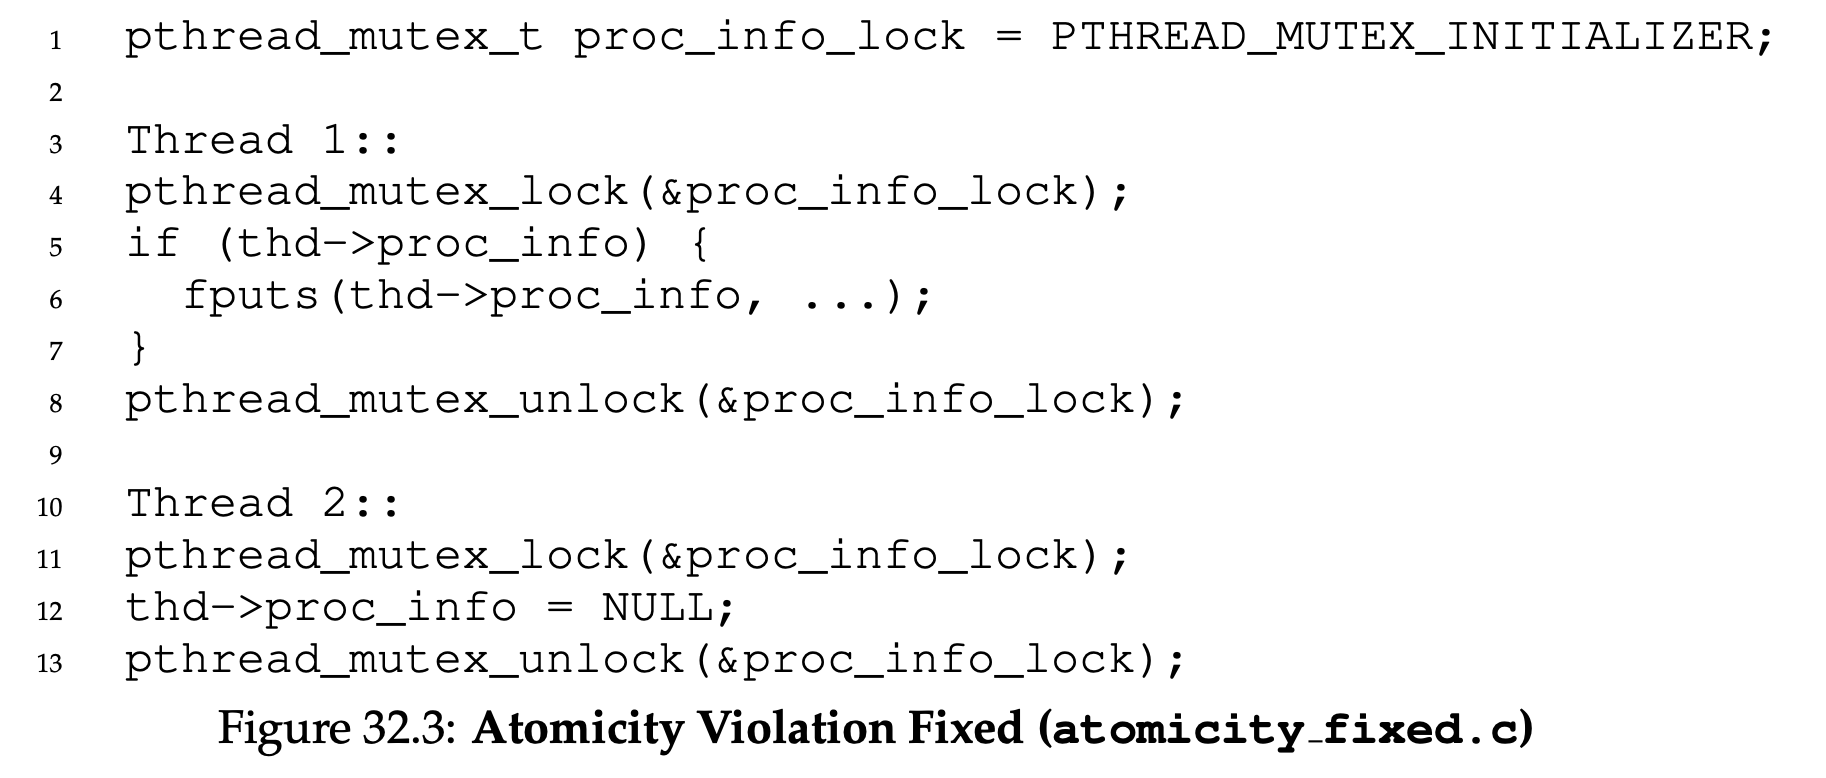 1 pthread_mutex_t proc_info_lock = PTHREAD_MUTEX_INITIALIZER;
2
3 Thread 1::
4 pthread_mutex_lock(&proc_info_lock);
5 if (thd->proc_info) {
6   fputs(thd->proc_info, ...);
7 }
8 pthread_mutex_unlock(&proc_info_lock);
9
10 Thread 2::
11 pthread_mutex_lock(&proc_info_lock);
12 thd->proc_info = NULL;
13 pthread_mutex_unlock(&proc_info_lock);
Figure 32.3: Atomicity Violation Fixed (atomicity_fixed.c)